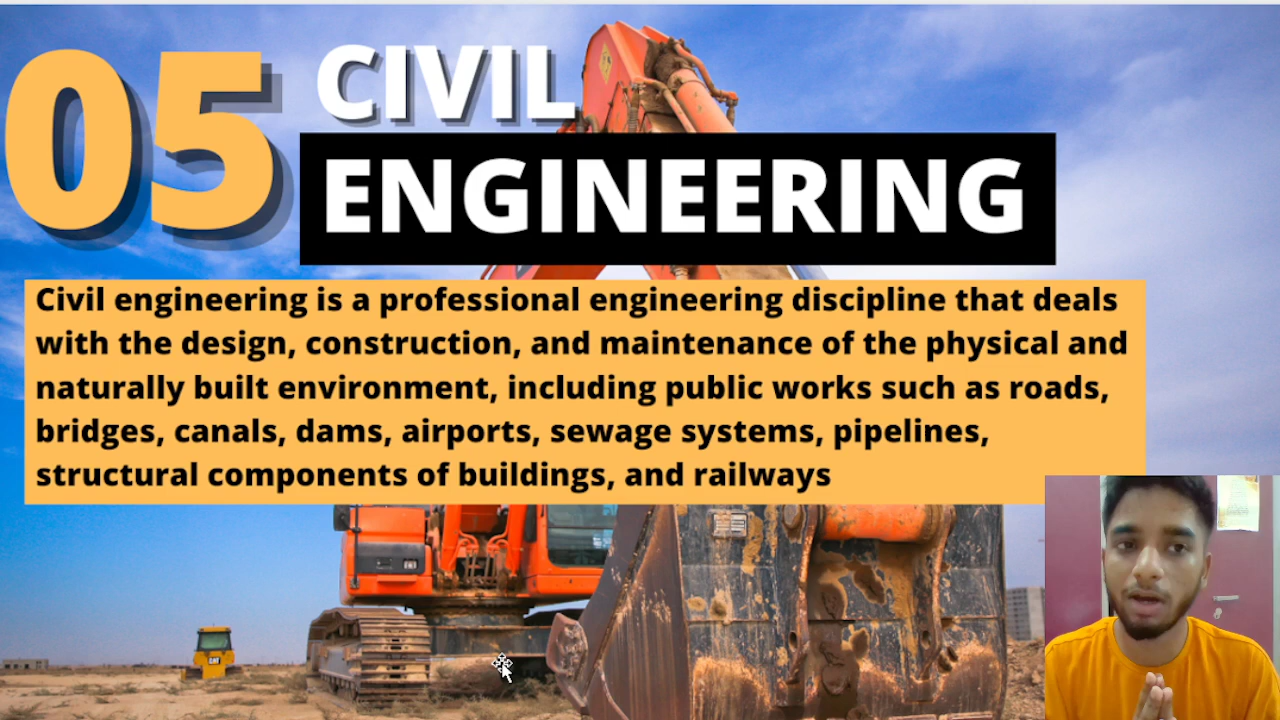 05
CIVIL
ENGINEERING
Civil engineering is a professional engineering discipline that deals
with the design, construction, and maintenance of the physical and
naturally built environment, including public works such as roads,
bridges, canals, dams, airports, sewage systems, pipelines,
structural components of buildings, and railways
CAT